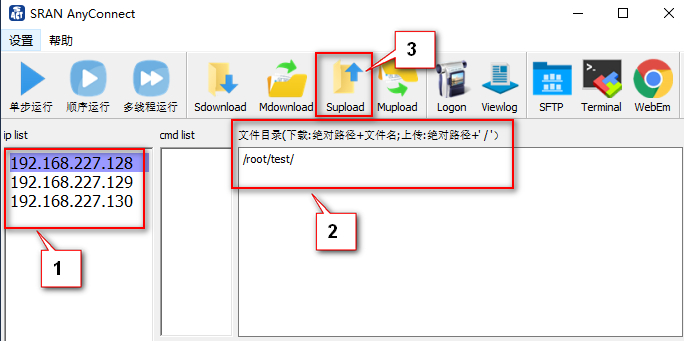 SRAN AnyConnect
设置 帮助
3
单步运行 顺序运行 多线程运行 Sdownload Mdownload Supload Mupload Logon Viewlog SFTP Terminal WebEm
ip list cmd list 文件目录(下载:绝对路径+文件名;上传:绝对路径+' / ')
192.168.227.128
192.168.227.129
192.168.227.130
/root/test/
1
2